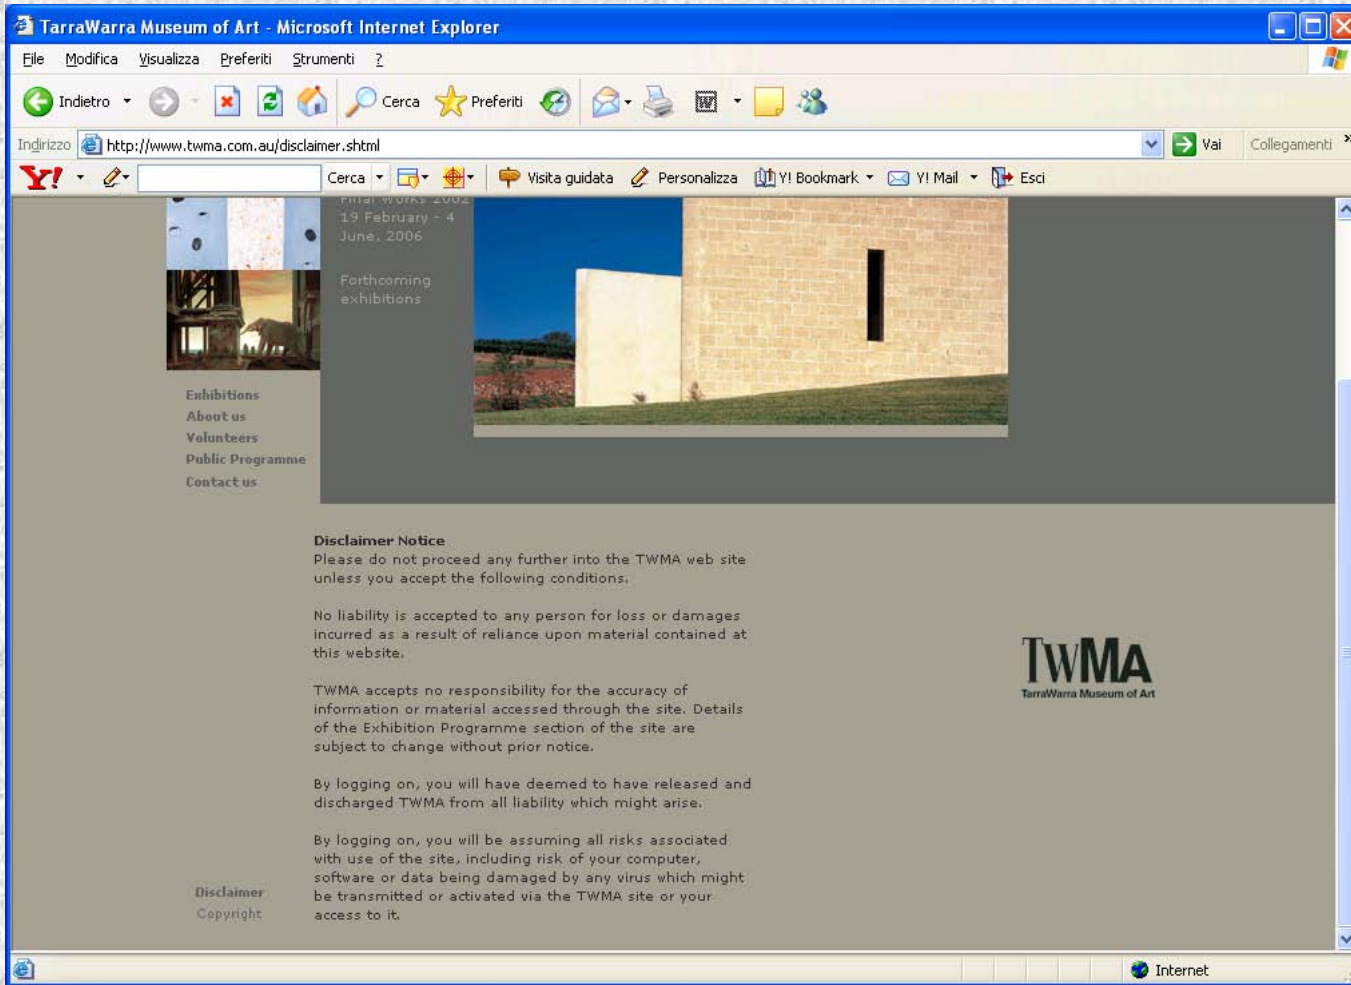 TarraWarra Museum of Art - Microsoft Internet Explorer
File Modifica Visualizza Preferiti Strumenti ?
Indietro Cerca Preferiti
Indirizzo http://www.twma.com.au/disclaimer.shtml Vai Collegamenti »
Y! Cerca Visita guidata Personalizza Y! Bookmark Y! Mail Esci
Final Works 2002
19 February - 4
June, 2006
Forthcoming
exhibitions
Exhibitions
About us
Volunteers
Public Programme
Contact us
Disclaimer Notice
Please do not proceed any further into the TWMA web site
unless you accept the following conditions.
No liability is accepted to any person for loss or damages
incurred as a result of reliance upon material contained at
this website.
TWMA accepts no responsibility for the accuracy of
information or material accessed through the site. Details
of the Exhibition Programme section of the site are
subject to change without prior notice.
By logging on, you will have deemed to have released and
discharged TWMA from all liability which might arise.
By logging on, you will be assuming all risks associated
with use of the site, including risk of your computer,
software or data being damaged by any virus which might
be transmitted or activated via the TWMA site or your
access to it.
TWMA
TarraWarra Museum of Art
Disclaimer
Copyright
Internet